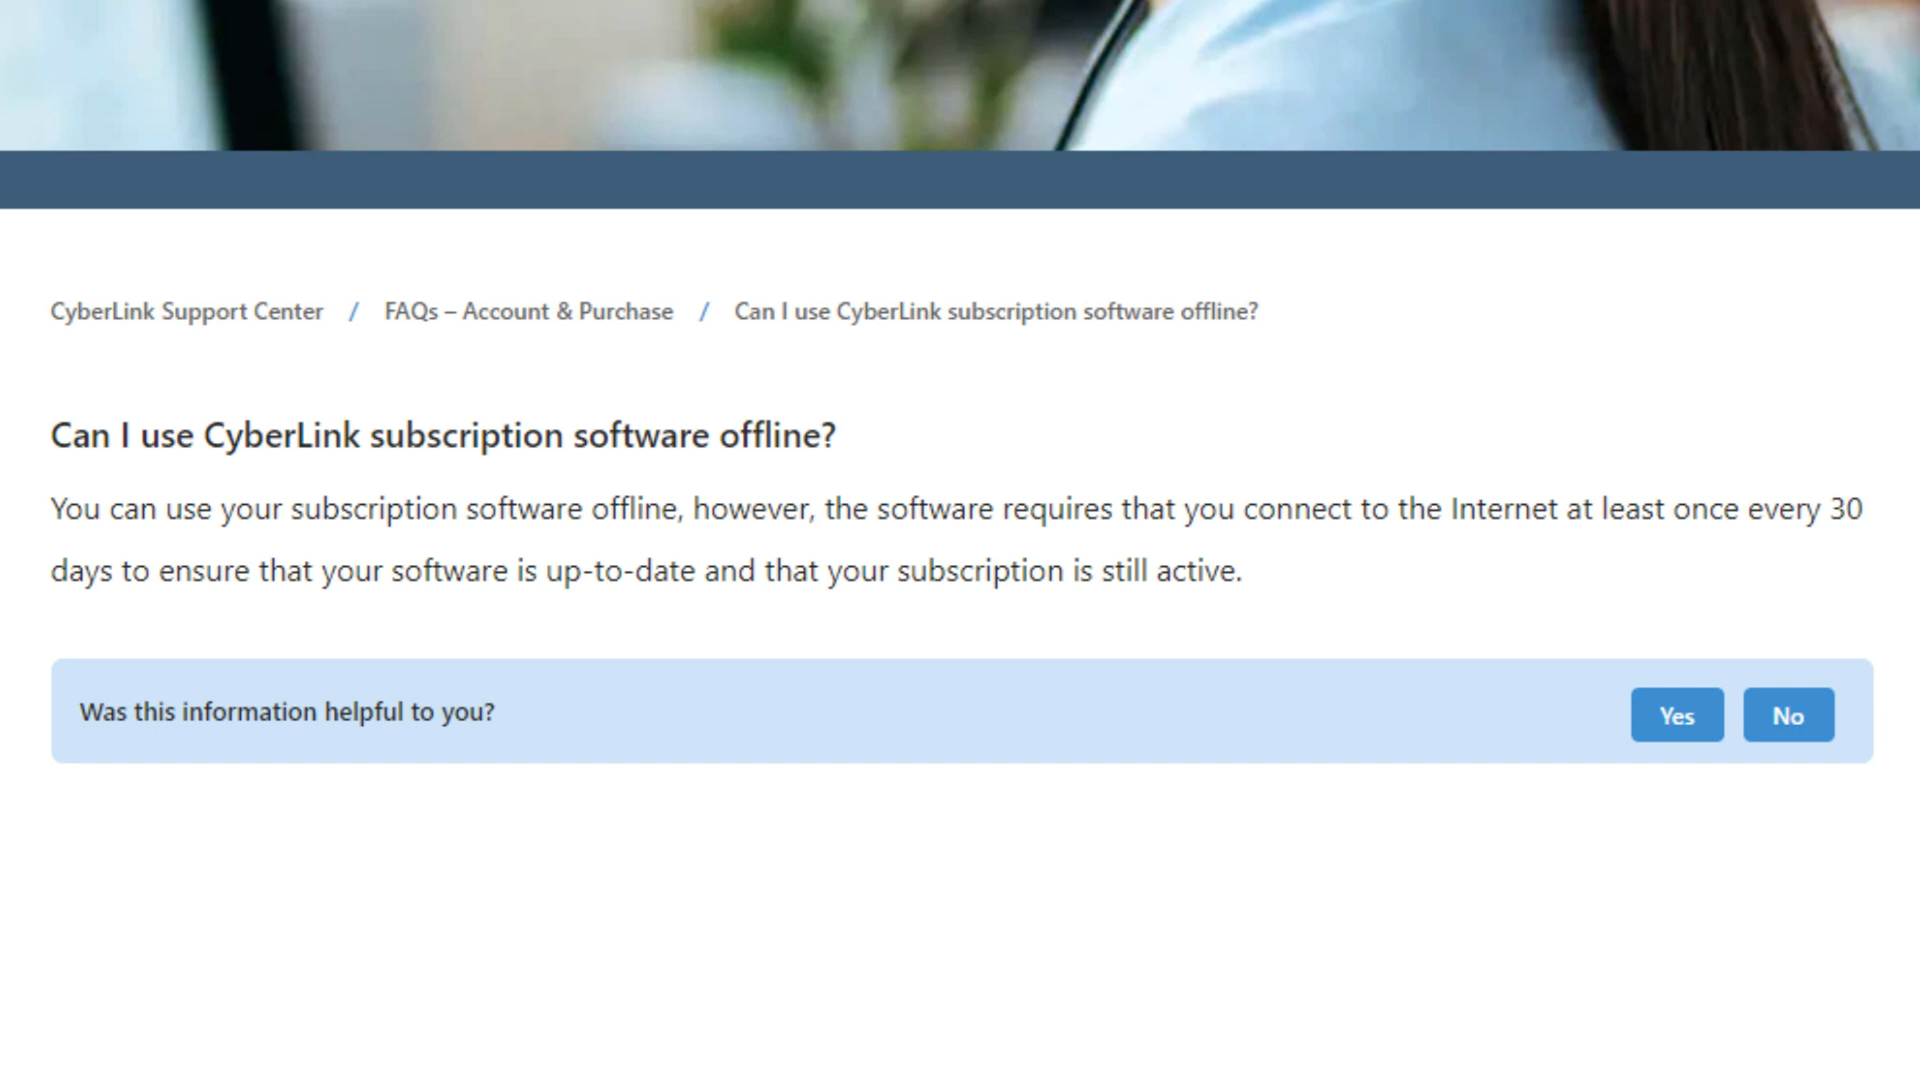 CyberLink Support Center / FAQs – Account & Purchase / Can I use CyberLink subscription software offline?
Can I use CyberLink subscription software offline?
You can use your subscription software offline, however, the software requires that you connect to the Internet at least once every 30
days to ensure that your software is up-to-date and that your subscription is still active.
Was this information helpful to you? Yes No